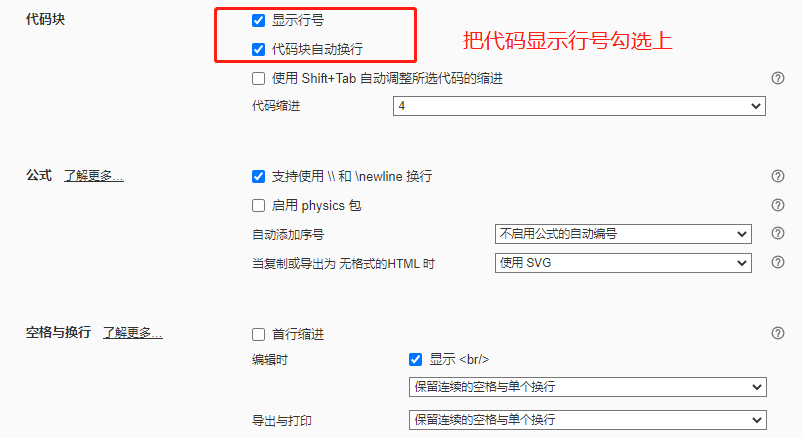 代码块
显示行号
代码块自动换行
把代码显示行号勾选上
使用 Shift+Tab 自动调整所选代码的缩进
代码缩进 4
公式 了解更多... 支持使用 \\ 和 \newline 换行
启用 physics 包
自动添加序号 不启用公式的自动编号
当复制或导出为 无格式的HTML 时 使用 SVG
空格与换行 了解更多... 首行缩进
编辑时 显示 <br/>
保留连续的空格与单个换行
导出与打印 保留连续的空格与单个换行